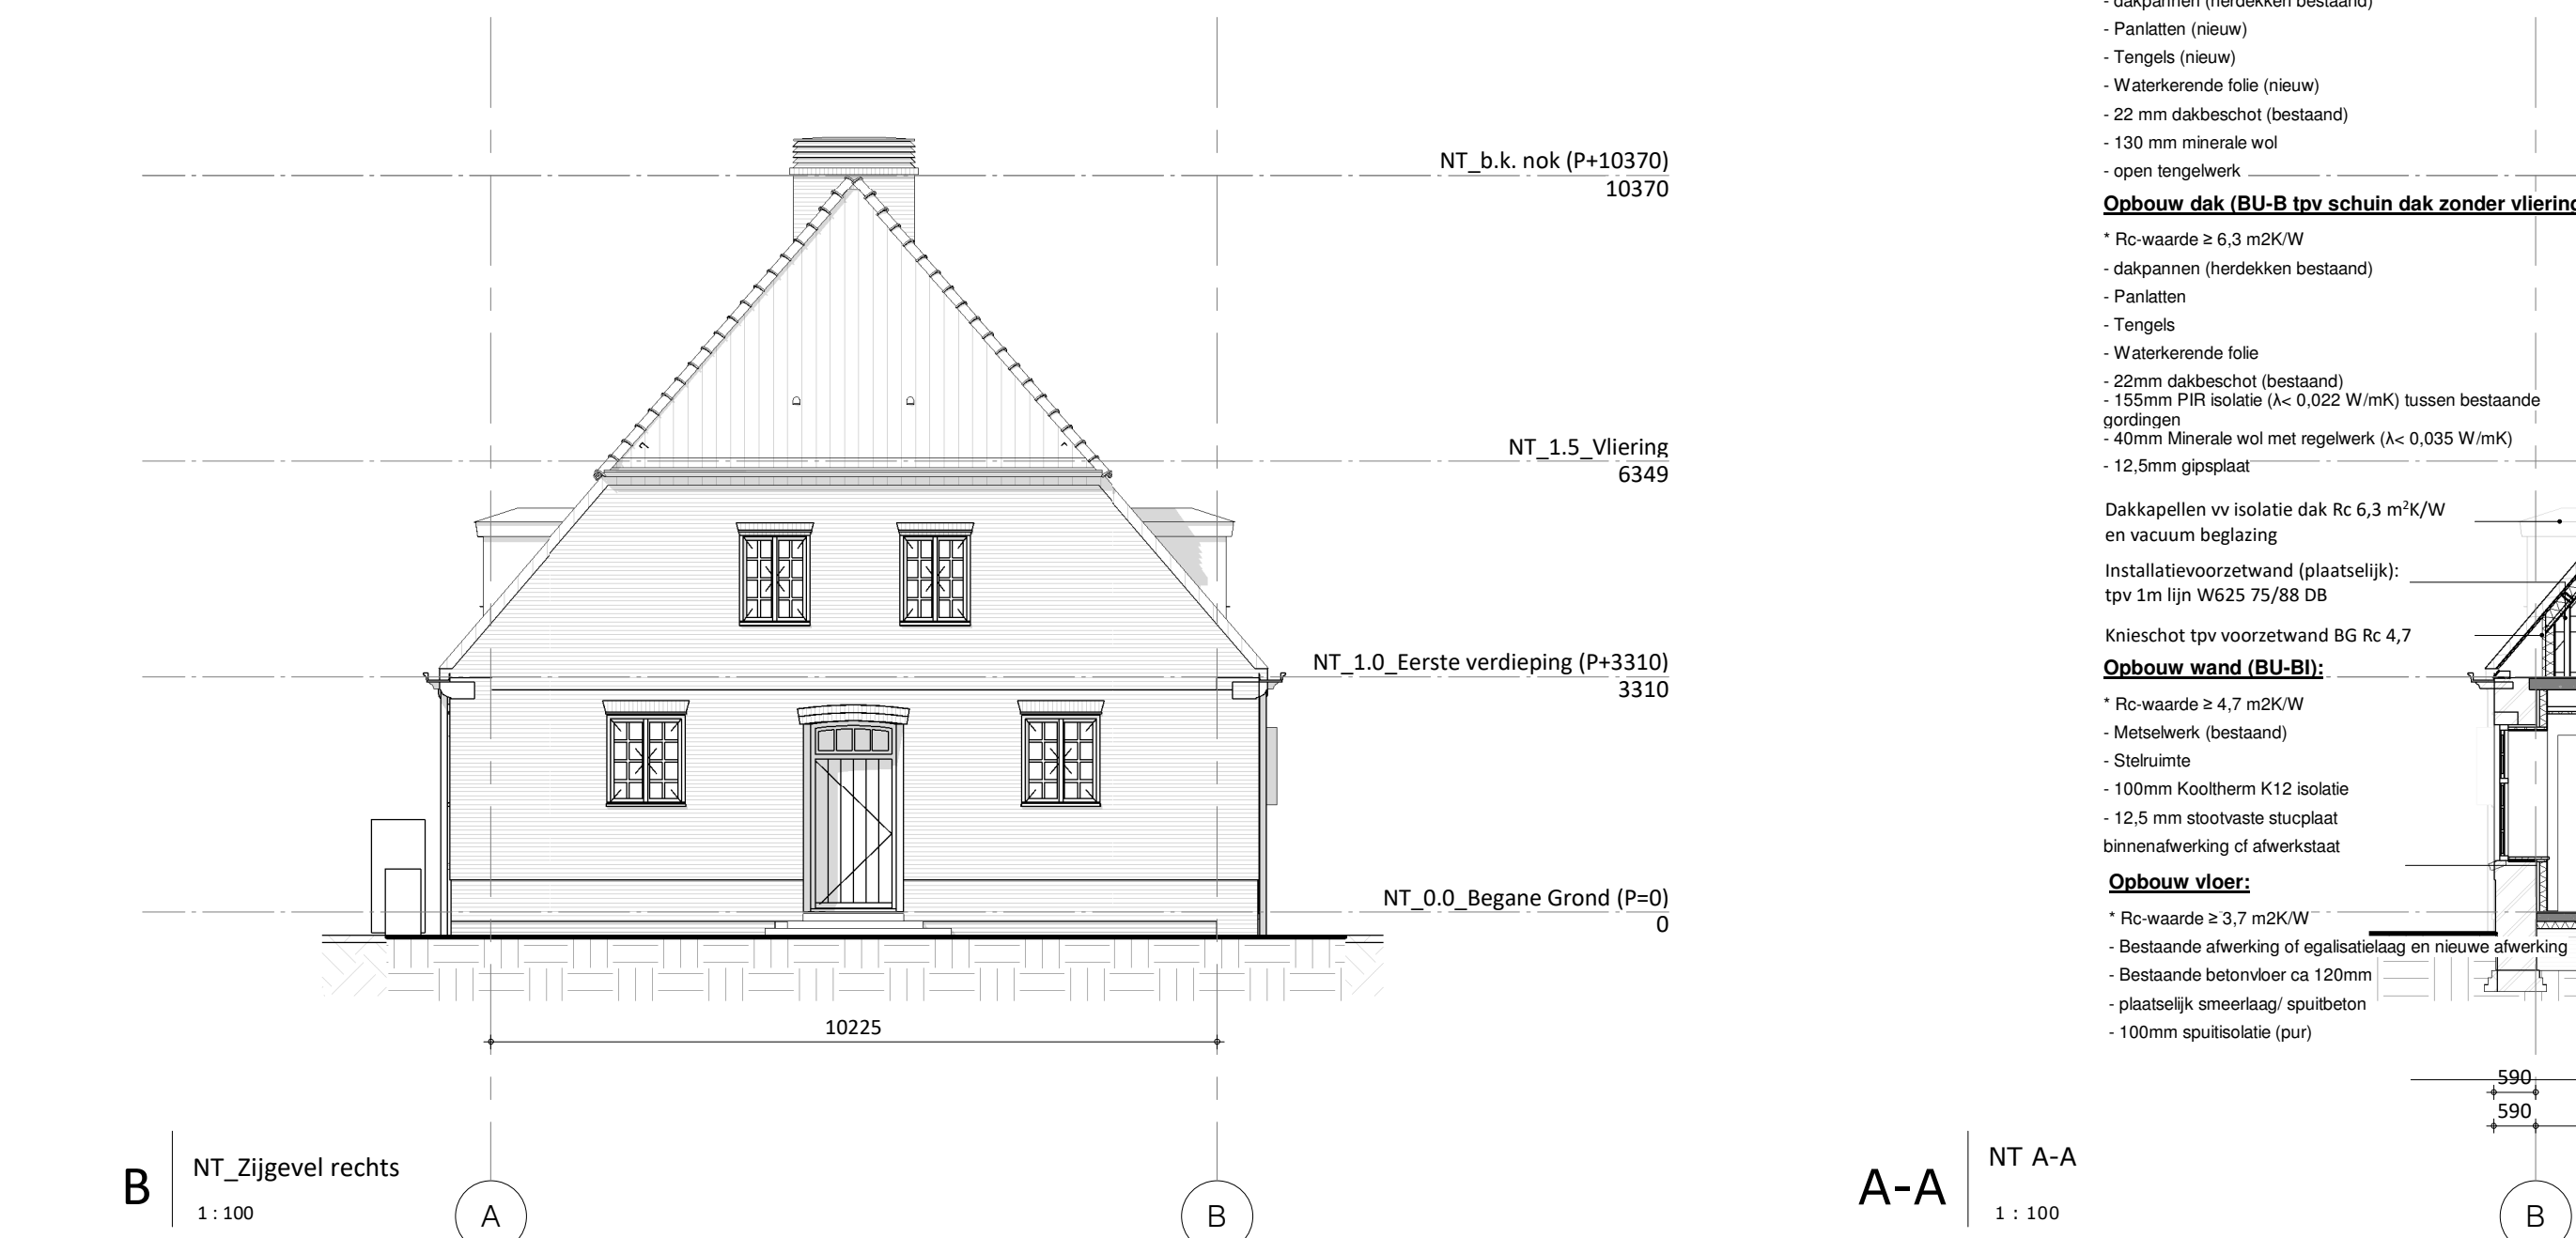 NT_b.k. nok (P+10370)
10370
NT_1.5_Vliering
6349
NT_1.0_Eerste verdieping (P+3310)
3310
NT_0.0_Begane Grond (P=0)
0
10225
B
NT_Zijgevel rechts
1 : 100
A
B
- dakpannen (herdekken bestaand)
- Panlatten (nieuw)
- Tengels (nieuw)
- Waterkerende folie (nieuw)
- 22 mm dakbeschot (bestaand)
- 130 mm minerale wol
- open tengelwerk
Opbouw dak (BU-B tpv schuin dak zonder vliering
* Rc-waarde ≥ 6,3 m2K/W
- dakpannen (herdekken bestaand)
- Panlatten
- Tengels
- Waterkerende folie
- 22mm dakbeschot (bestaand)
- 155mm PIR isolatie (λ< 0,022 W/mK) tussen bestaande
gordingen
- 40mm Minerale wol met regelwerk (λ< 0,035 W/mK)
- 12,5mm gipsplaat
Dakkapellen vv isolatie dak Rc 6,3 m²K/W
en vacuum beglazing
Installatievoorzetwand (plaatselijk):
tpv 1m lijn W625 75/88 DB
Knieschot tpv voorzetwand BG Rc 4,7
Opbouw wand (BU-BI):
* Rc-waarde ≥ 4,7 m2K/W
- Metselwerk (bestaand)
- Stelruimte
- 100mm Kooltherm K12 isolatie
- 12,5 mm stootvaste stucplaat
binnenafwerking cf afwerkstaat
Opbouw vloer:
* Rc-waarde ≥ 3,7 m2K/W
- Bestaande afwerking of egalisatielaag en nieuwe afwerking
- Bestaande betonvloer ca 120mm
- plaatselijk smeerlaag/ spuitbeton
- 100mm spuitisolatie (pur)
590
590
A-A
NT A-A
1 : 100
B